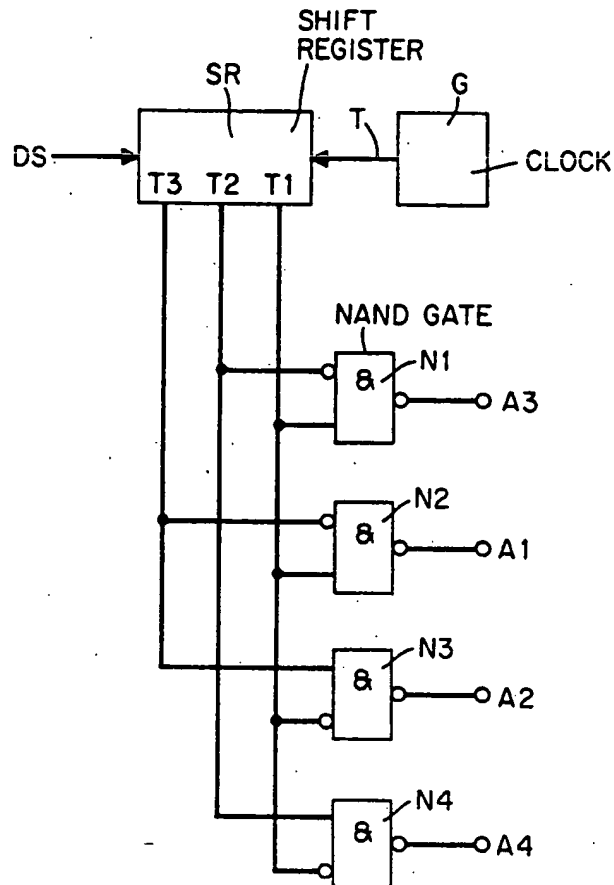 SHIFT
REGISTER
SR
G
DS
T
CLOCK
T3 T2 T1
NAND GATE
&
N1
A3
N2
&
A1
N3
&
A2
N4
&
A4